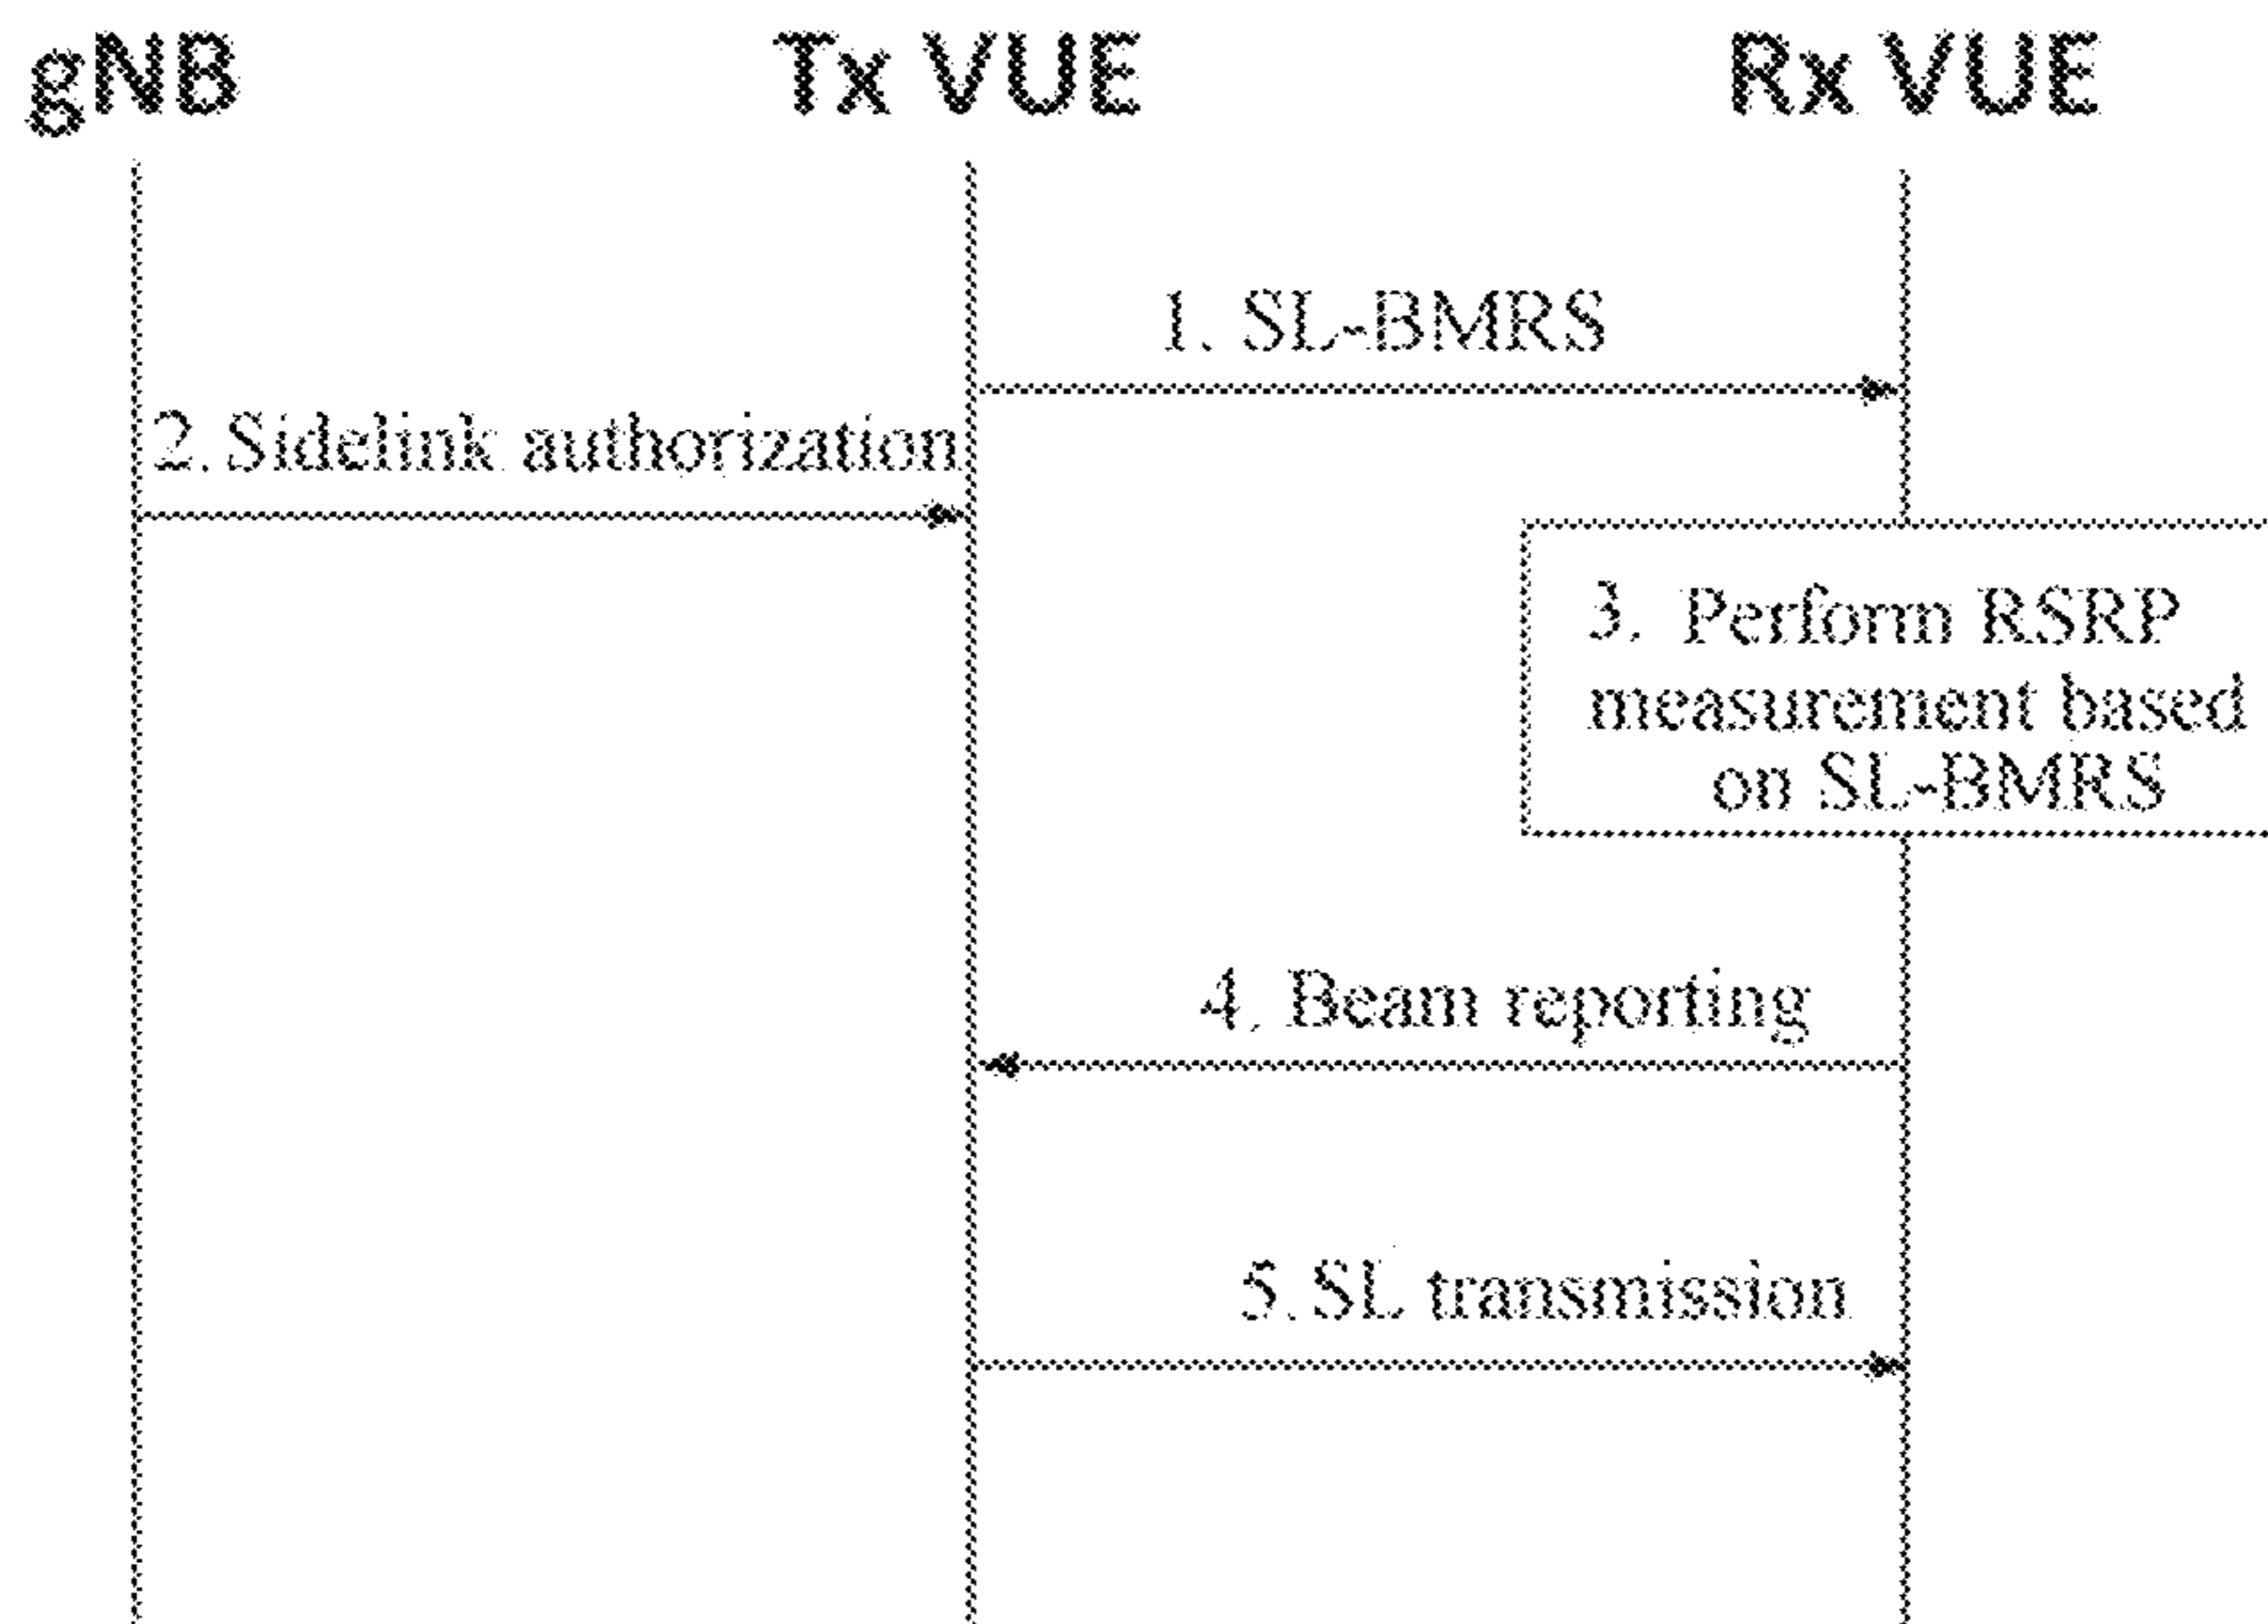 gNB Tx VUE Rx VUE
1. SL-BMRS
2. Sidelink authorization
3. Perform RSRP
measurement based
on SL-BMRS
4. Beam reporting
5. SL transmission